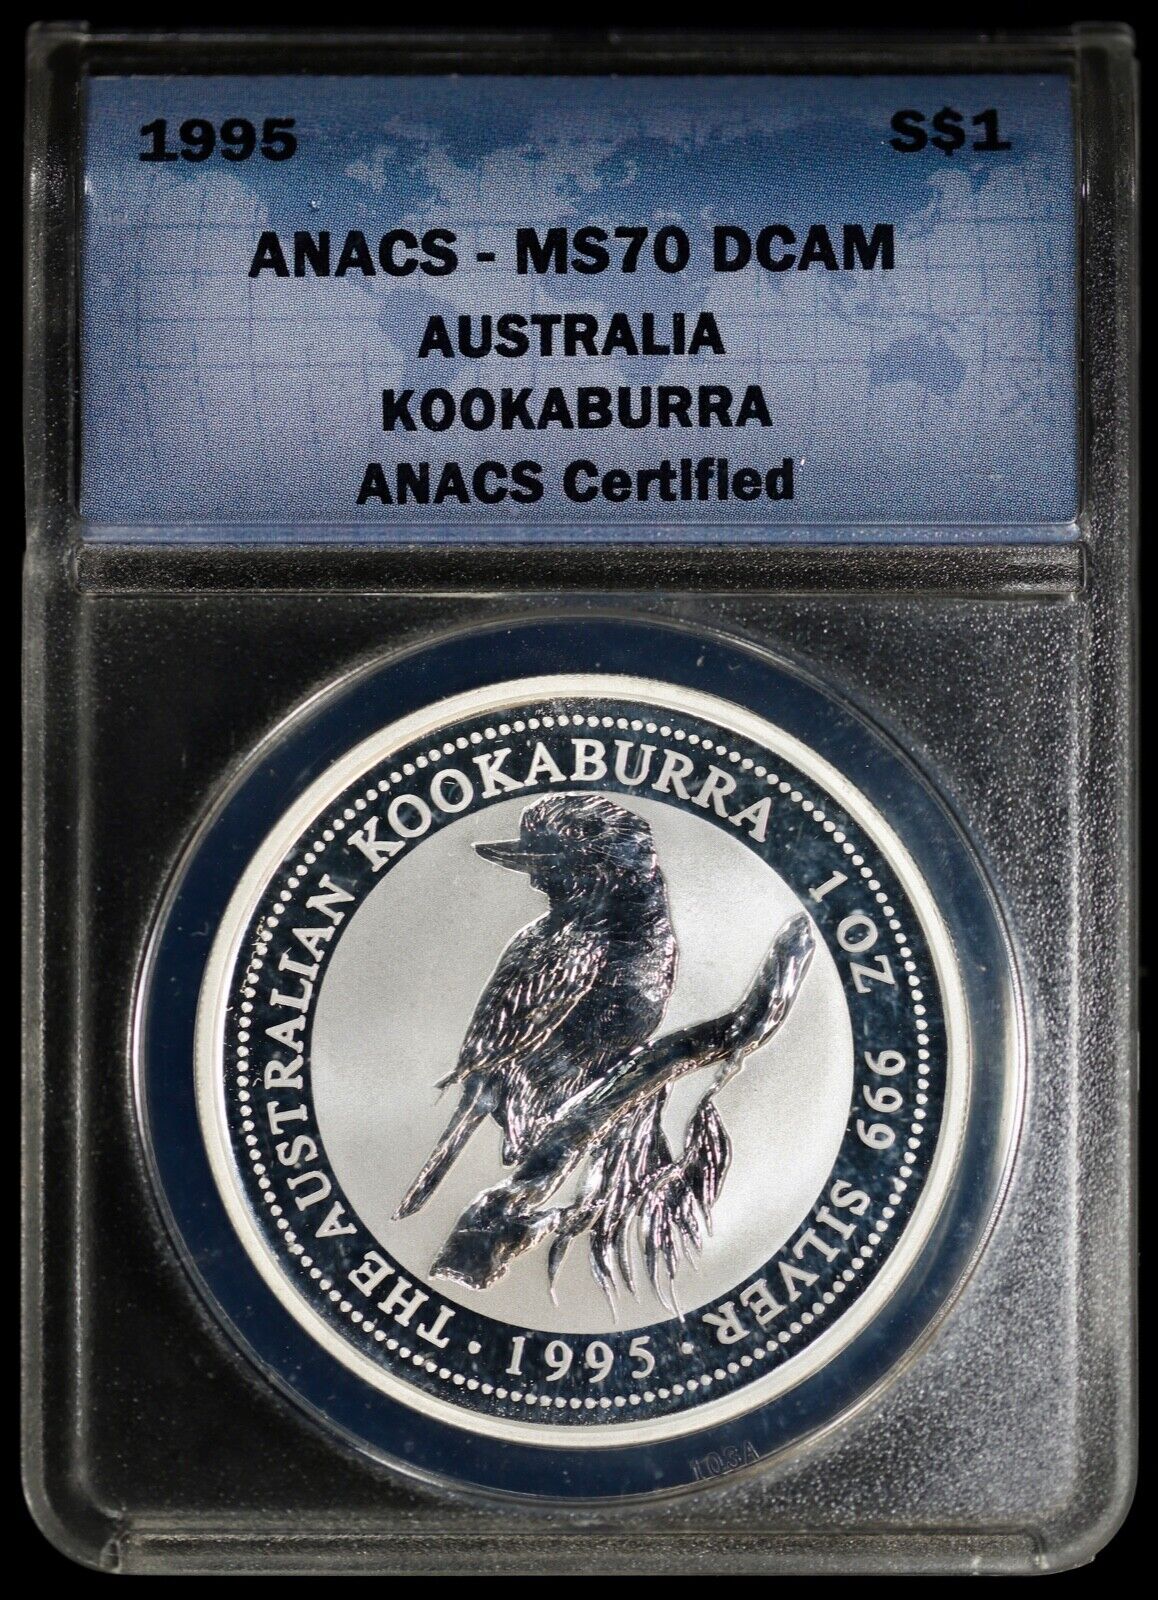 1995 S$1
ANACS - MS70 DCAM
AUSTRALIA
KOOKABURRA
ANACS Certified
THE AUSTRALIAN KOOKABURRA 1 OZ 999 SILVER
· 1995 ·